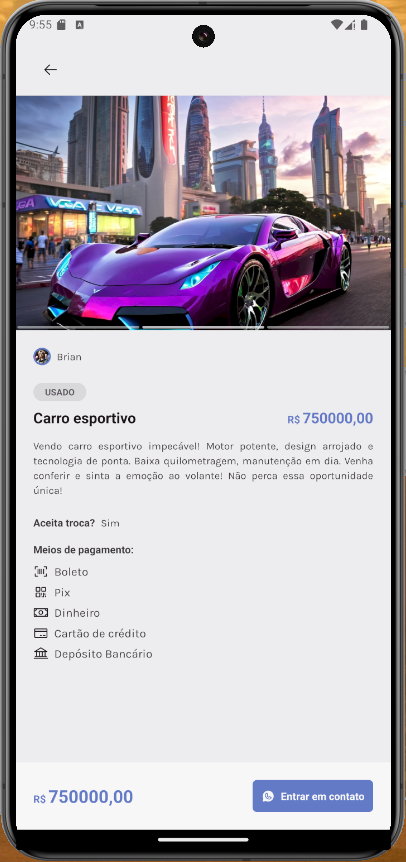 9:55
VEGA
Brian
USADO
Carro esportivo
R$ 750000,00
Vendo carro esportivo impecável! Motor potente, design arrojado e
tecnologia de ponta. Baixa quilometragem, manutenção em dia. Venha
conferir e sinta a emoção ao volante! Não perca essa oportunidade
única!
Aceita troca? Sim
Meios de pagamento:
Boleto
Pix
Dinheiro
Cartão de crédito
Depósito Bancário
R$ 750000,00
Entrar em contato